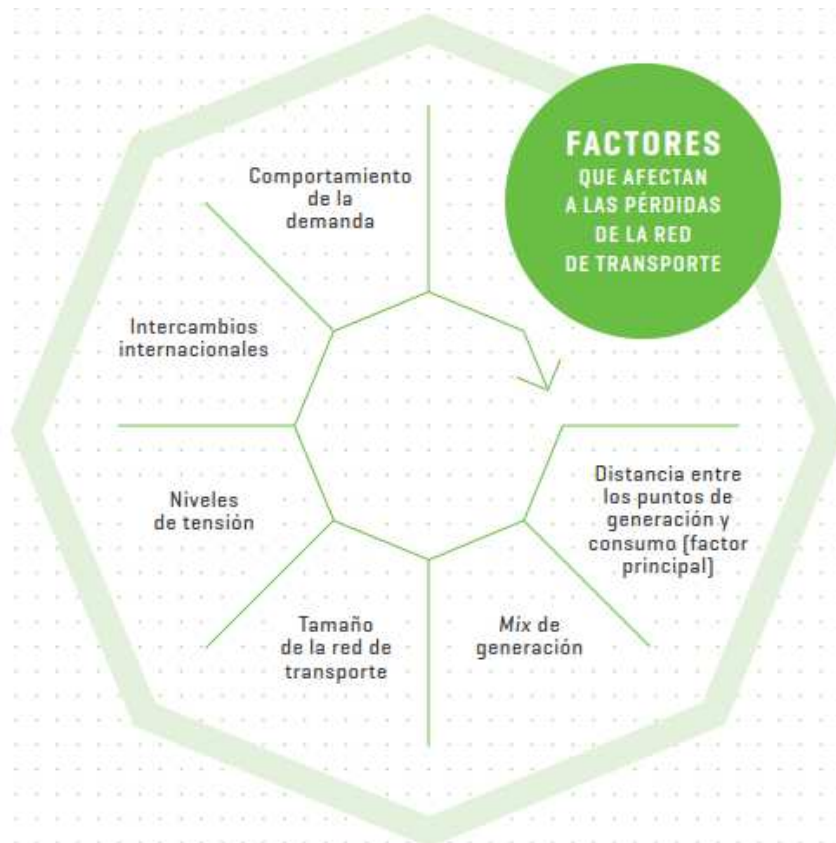 FACTORES
QUE AFECTAN
A LAS PÉRDIDAS
DE LA RED
DE TRANSPORTE
Comportamiento
de la
demanda
Intercambios
internacionales
Niveles
de tensión
Tamaño
de la red de
transporte
Mix de
generación
Distancia entre
los puntos de
generación y
consumo (factor
principal)